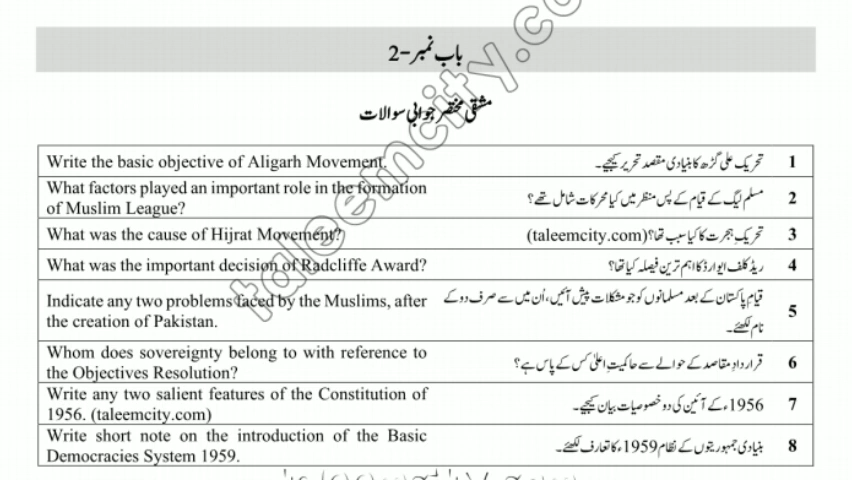 باب نمبر -2
مشقی مختصر جوابی سوالات
Write the basic objective of Aligarh Movement.
تحریک علی گڑھ کا بنیادی مقصد تحریر کیجیے۔
1
What factors played an important role in the formation
of Muslim League?
مسلم لیگ کے قیام کے پس منظر میں کیا محرکات شامل تھے؟
2
What was the cause of Hijrat Movement?
تحریکِ ہجرت کا کیا سبب تھا؟ (taleemcity.com)
3
What was the important decision of Radcliffe Award?
ریڈ کلف ایوارڈ کا اہم ترین فیصلہ کیا تھا؟
4
Indicate any two problems faced by the Muslims, after
the creation of Pakistan.
قیامِ پاکستان کے بعد مسلمانوں کو جو مشکلات پیش آئیں، اُن میں سے صرف دو کے
نام لکھئے۔
5
Whom does sovereignty belong to with reference to
the Objectives Resolution?
قراردادِ مقاصد کے حوالے سے حاکمیتِ اعلیٰ کس کے پاس ہے؟
6
Write any two salient features of the Constitution of
1956. (taleemcity.com)
1956ء کے آئین کی دو خصوصیات بیان کیجیے۔
7
Write short note on the introduction of the Basic
Democracies System 1959.
بنیادی جمہوریتوں کے نظام 1959ء کا تعارف لکھئے۔
8
taleemcity.co